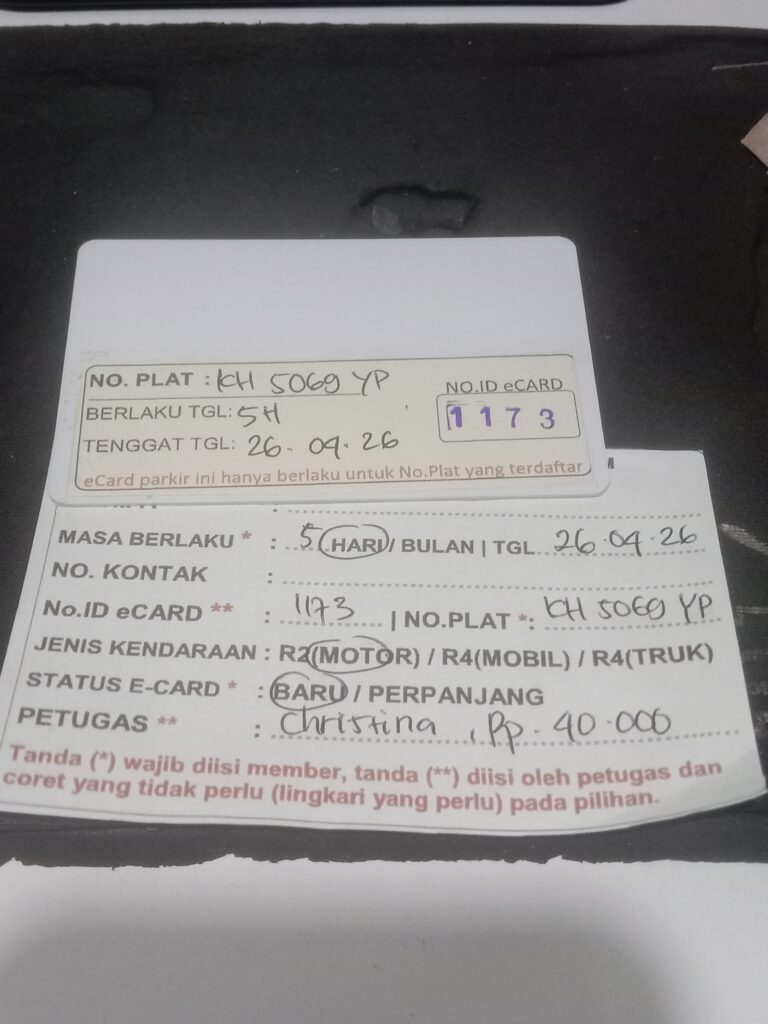 NO. PLAT : KH 5069 YP
NO.ID eCARD
BERLAKU TGL: 5H
1173
TENGGAT TGL: 26.04.26
eCard parkir ini hanya berlaku untuk No.Plat yang terdaftar
MASA BERLAKU * : 5 HARI / BULAN | TGL. 26.04.26
NO. KONTAK :
No.ID eCARD ** : 1173 | NO.PLAT *: KH 5069 YP
JENIS KENDARAAN : R2(MOTOR) / R4(MOBIL) / R4(TRUK)
STATUS E-CARD * : BARU / PERPANJANG
PETUGAS ** : Christina , Rp. 40.000
Tanda (*) wajib diisi member, tanda (**) diisi oleh petugas dan
coret yang tidak perlu (lingkari yang perlu) pada pilihan.